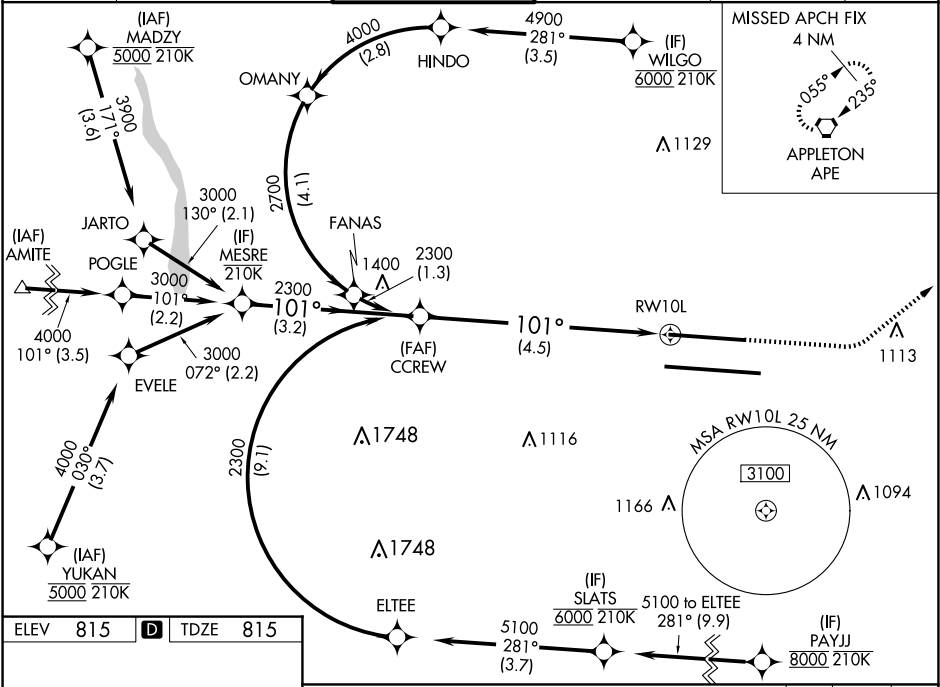 (IAF)
MADZY
5000 210K
3900
171°
(3.6)
4000
(2.8)
HINDO
4900
281°
(3.5)
(IF)
WILGO
6000 210K
MISSED APCH FIX
4 NM
055°
235°
APPLETON
APE
OMANY
1129
2700
(4.1)
JARTO
3000
130° (2.1)
FANAS
(IAF)
AMITE
POGLE
(IF)
MESRE
210K
1400
2300
(1.3)
4000
101° (3.5)
3000
101°
(2.2)
2300
101°
(3.2)
(FAF)
CCREW
101°
(4.5)
RW10L
1113
EVELE
3000
072° (2.2)
4000
030°
(3.7)
2300
(9.1)
1748
1116
MSA RW10L 25 NM
3100
1166
1094
(IAF)
YUKAN
5000 210K
1748
ELTEE
5100
281°
(3.7)
(IF)
SLATS
6000 210K
5100 to ELTEE
281° (9.9)
(IF)
PAYJJ
8000 210K
ELEV 815 D TDZE 815